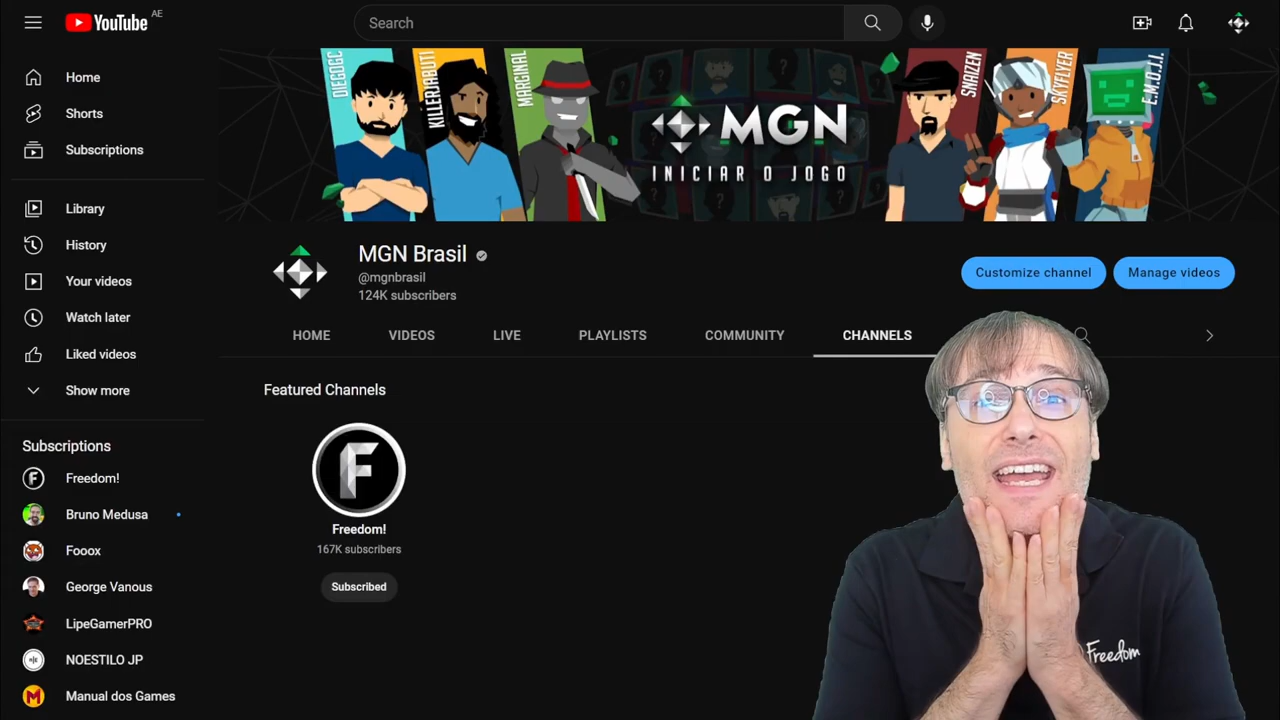 YouTube AE
Search
Home
Shorts
Subscriptions
Library
History
Your videos
Watch later
Liked videos
Show more
Subscriptions
Freedom!
Bruno Medusa
Fooox
George Vanous
LipeGamerPRO
NOESTILO JP
Manual dos Games
DIEGOGC
KILLERJABUTI
MARGINAL
MGN
INICIAR O JOGO
SNAIZEN
SKYFLYER
E.M.O.J.I.
MGN Brasil
@mgnbrasil
124K subscribers
Customize channel
Manage videos
HOME
VIDEOS
LIVE
PLAYLISTS
COMMUNITY
CHANNELS
Featured Channels
F
Freedom!
167K subscribers
Subscribed
Freedom